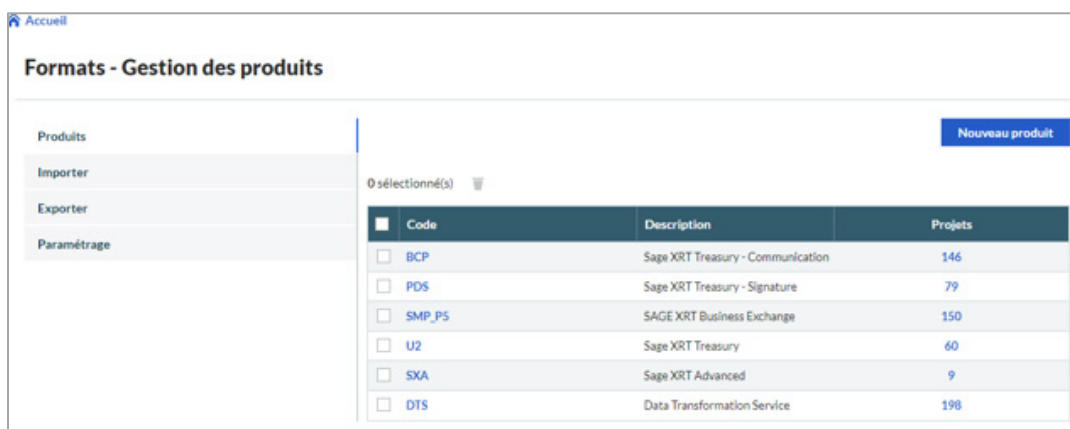 Accueil
Formats - Gestion des produits
Produits
Importer
Exporter
Paramétrage
Nouveau produit
0 sélectionné(s)
Code Description Projets
BCP Sage XRT Treasury - Communication 146
PDS Sage XRT Treasury - Signature 79
SMP_P5 SAGE XRT Business Exchange 150
U2 Sage XRT Treasury 60
SXA Sage XRT Advanced 9
DTS Data Transformation Service 198